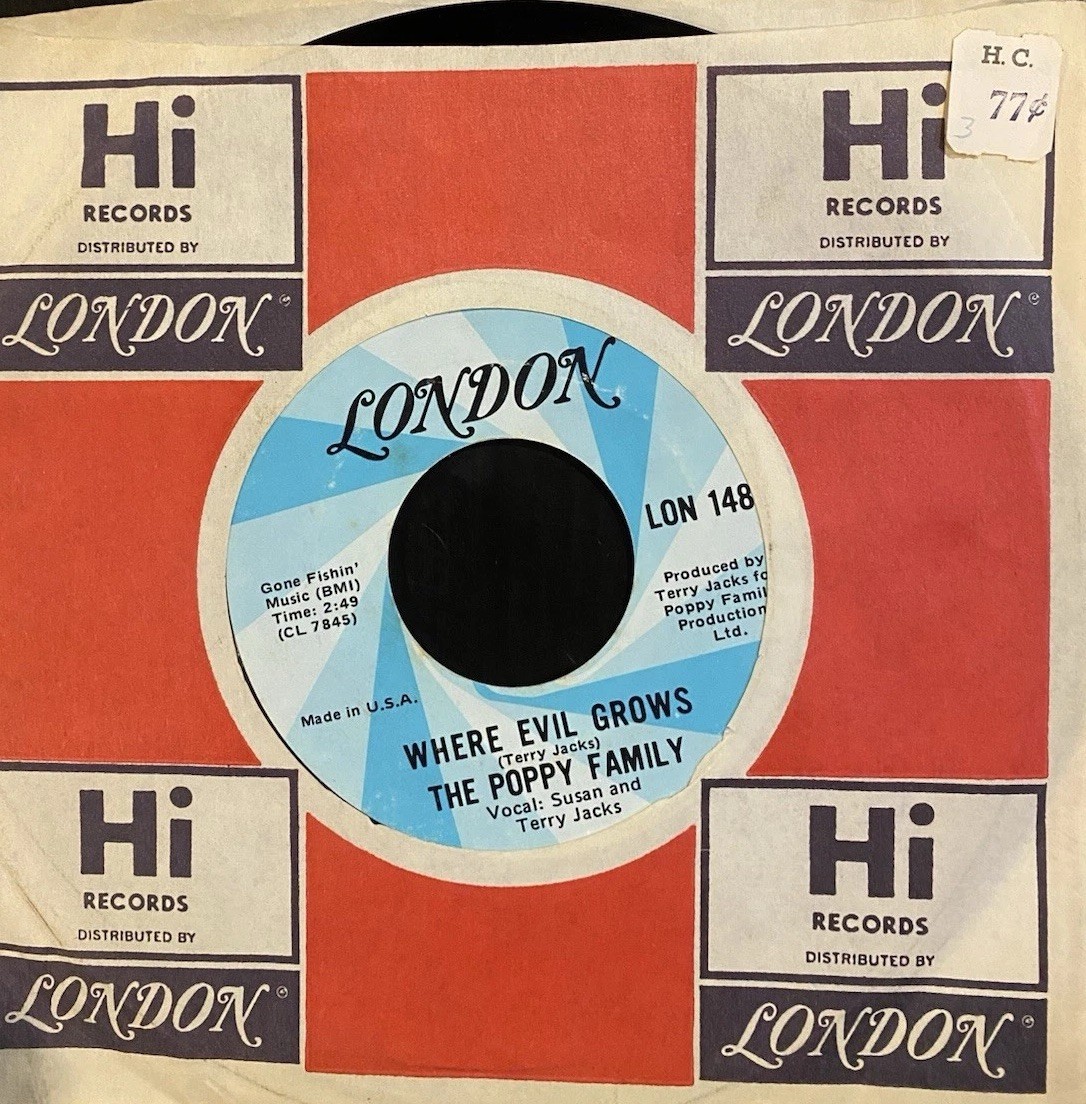 H. C.
77¢
3
Hi
RECORDS
DISTRIBUTED BY
LONDON®
Hi
RECORDS
DISTRIBUTED BY
LONDON®
LONDON
LON 148
Gone Fishin'
Music (BMI)
Time: 2:49
(CL 7845)
Produced by
Terry Jacks fo
Poppy Famil
Production
Ltd.
Made in U.S.A.
WHERE EVIL GROWS
(Terry Jacks)
THE POPPY FAMILY
Vocal: Susan and
Terry Jacks
Hi
RECORDS
DISTRIBUTED BY
LONDON®
Hi
RECORDS
DISTRIBUTED BY
LONDON®